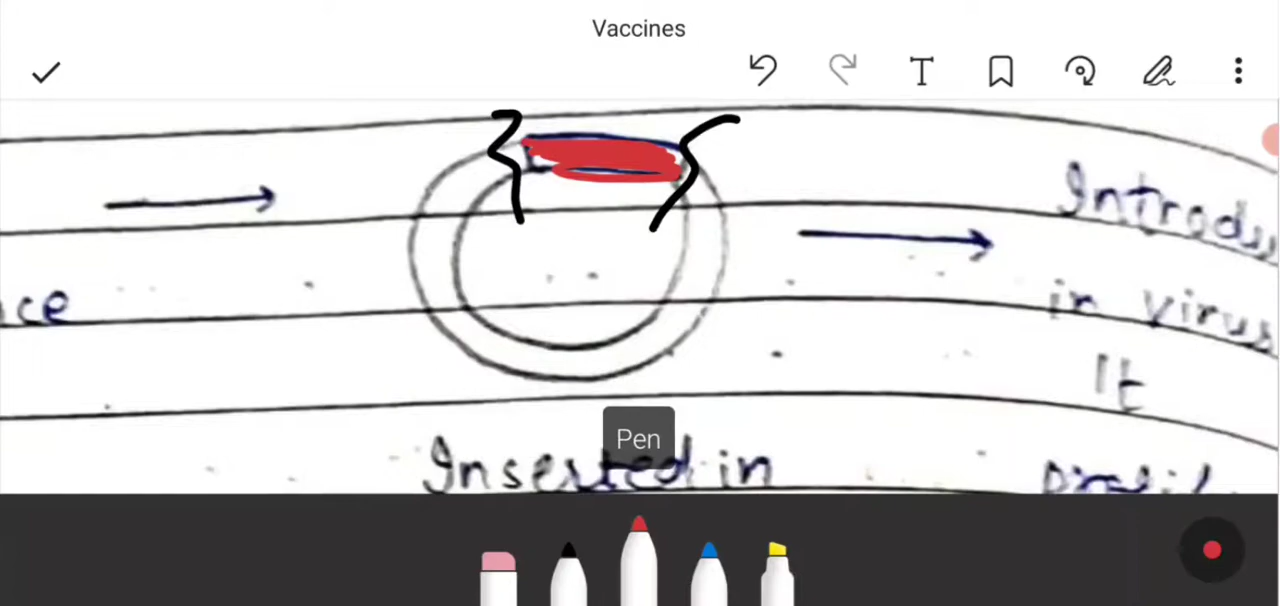 Vaccines
T
Introdu
in virus
ce
It
Pen
Inserted in